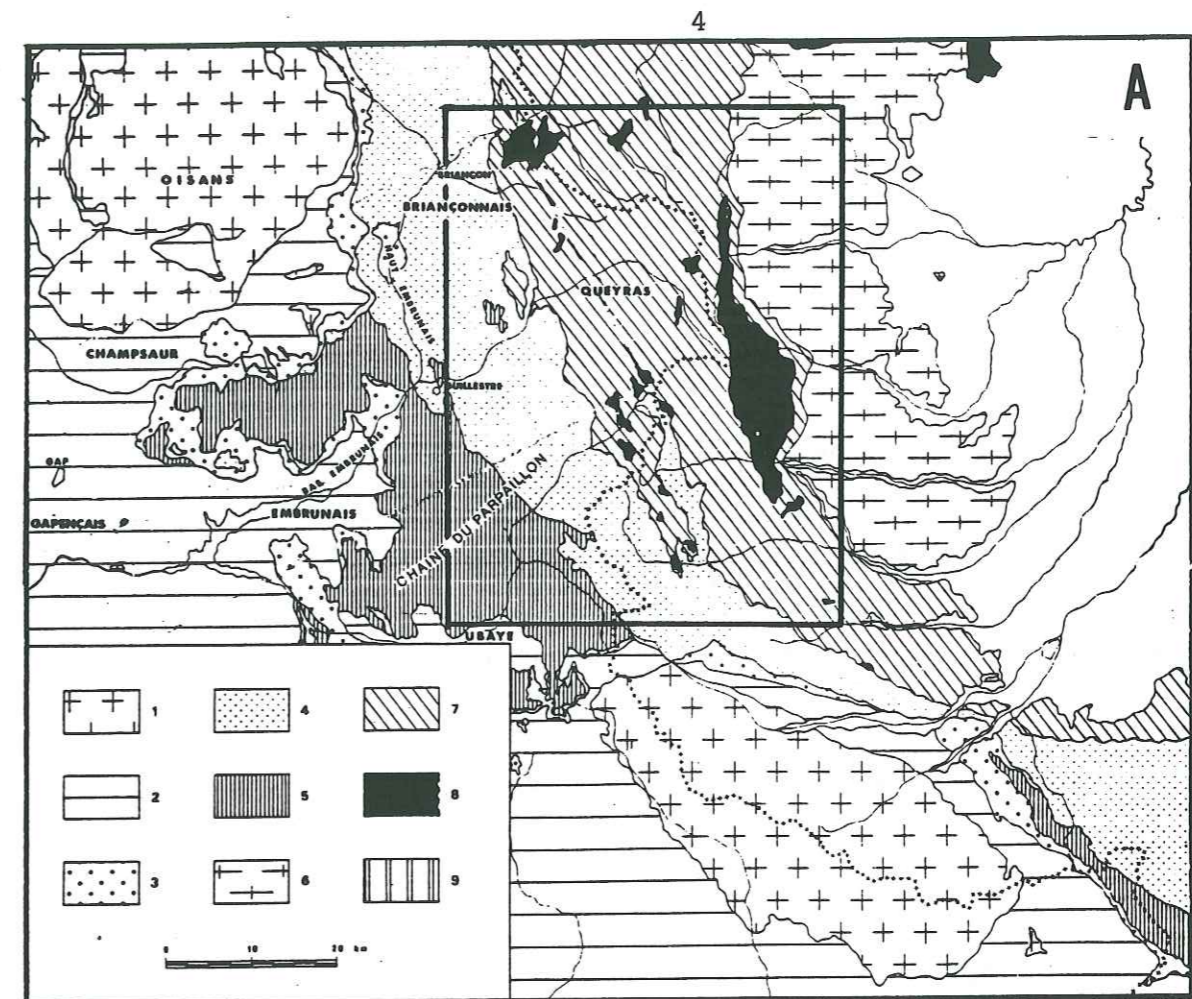 4
A
OISANS
BRIANÇON
BRIANÇONNAIS
HAUT EMBRUNAIS
QUEYRAS
CHAMPSAUR
GUILLESTRE
GAP
BAS EMBRUNAIS
GAPENÇAIS
EMBRUNAIS
CHAINE DU PARPAILLON
UBAYE
1 4 7
2 5 8
3 6 9
0 10 20 km